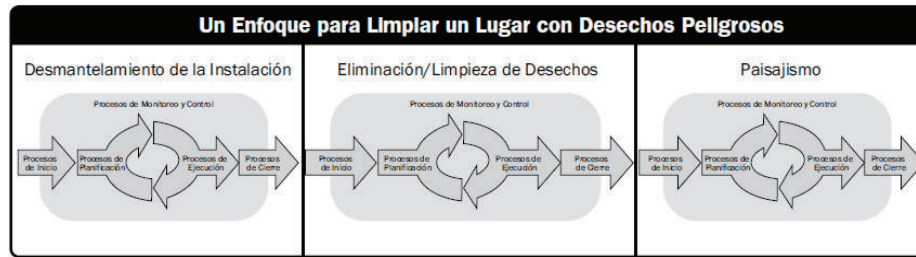 Un Enfoque para Limpiar un Lugar con Desechos Peligrosos
Desmantelamiento de la Instalación
Procesos de Monitoreo y Control
Procesos
de Inicio
Procesos de
Planificación
Procesos de
Ejecución
Procesos
de Cierre
Eliminación/Limpieza de Desechos
Procesos de Monitoreo y Control
Procesos
de Inicio
Procesos de
Planificación
Procesos de
Ejecución
Procesos
de Cierre
Paisajismo
Procesos de Monitoreo y Control
Procesos
de Inicio
Procesos de
Planificación
Procesos de
Ejecución
Procesos
de Cierre